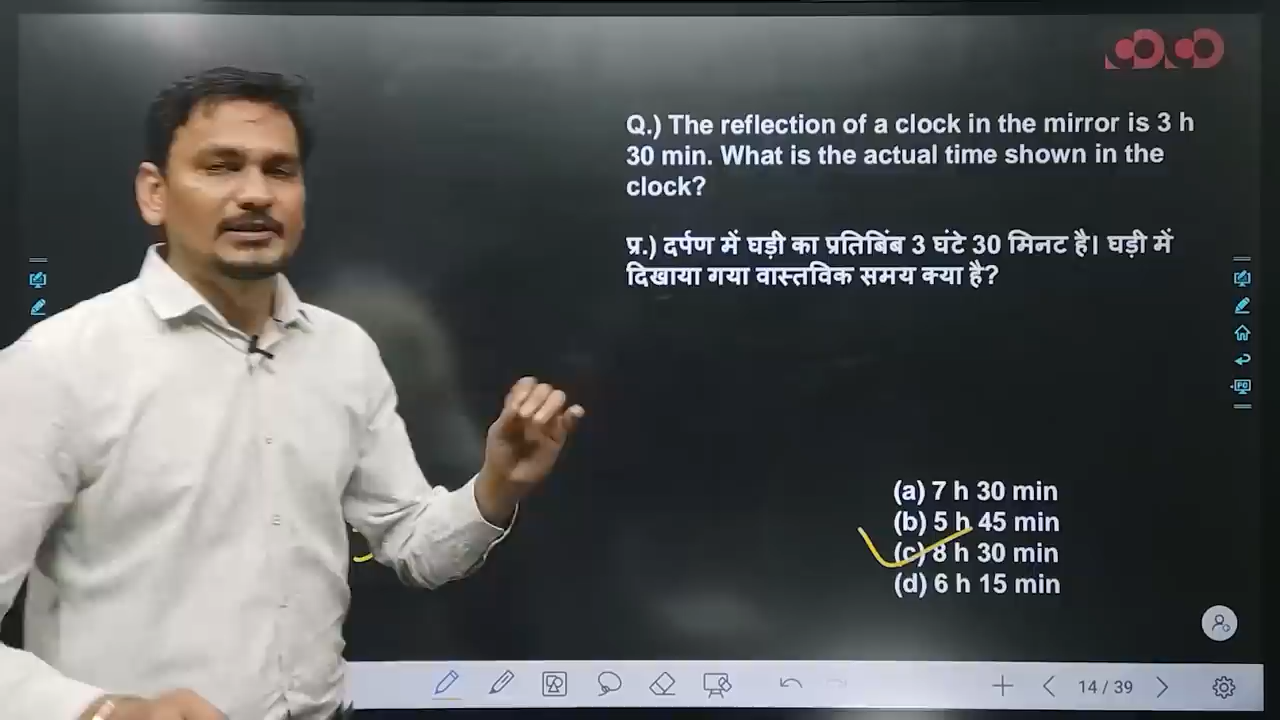 Q.) The reflection of a clock in the mirror is 3 h
30 min. What is the actual time shown in the
clock?
प्र.) दर्पण में घड़ी का प्रतिबिंब 3 घंटे 30 मिनट है। घड़ी में
दिखाया गया वास्तविक समय क्या है?
(a) 7 h 30 min
(b) 5 h 45 min
(c) 8 h 30 min
(d) 6 h 15 min
14 / 39